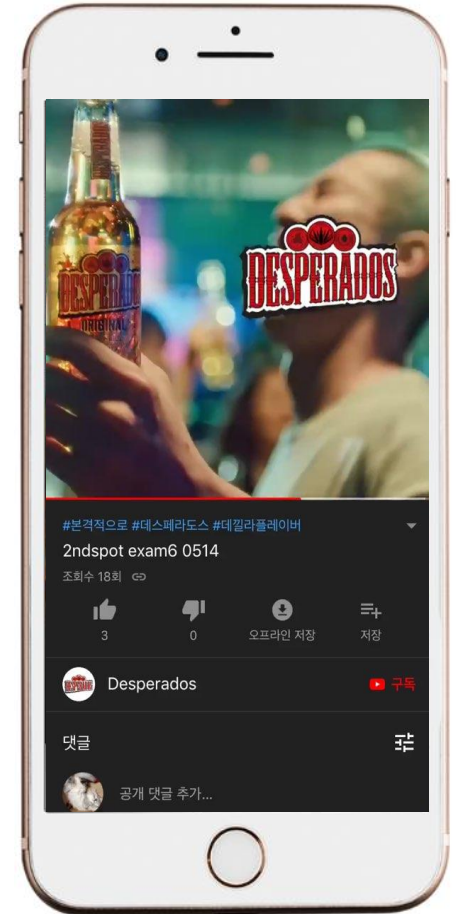 DESPERADOS
ORIGINAL
DESPERADOS
#본격적으로 #데스페라도스 #데낄라플레이버
2ndspot exam6 0514
조회수 18회
3 0 오프라인 저장 저장
Desperados 구독
댓글
공개 댓글 추가...